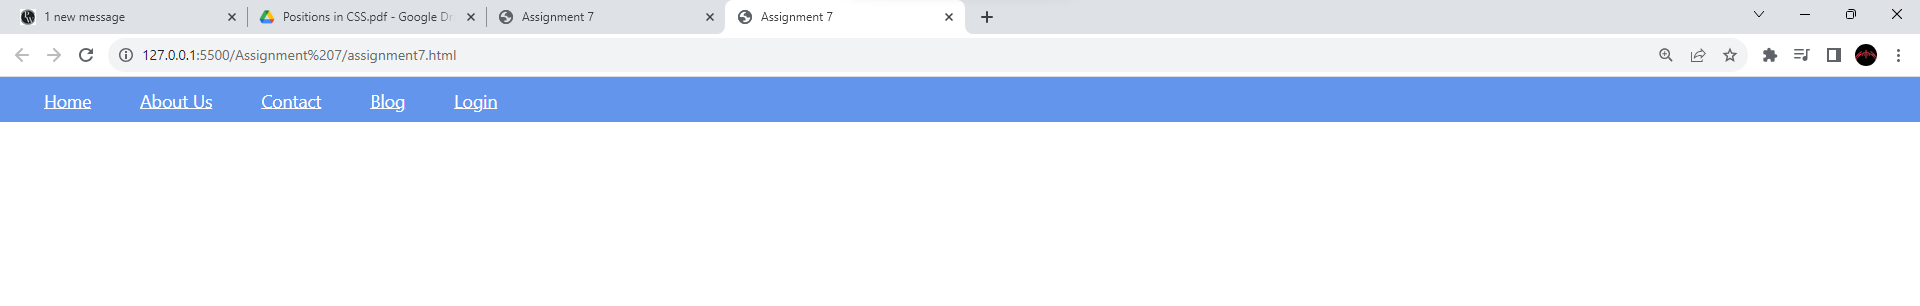 1 new message
Positions in CSS.pdf - Google Dr
Assignment 7
Assignment 7
127.0.0.1:5500/Assignment%207/assignment7.html
Home About Us Contact Blog Login